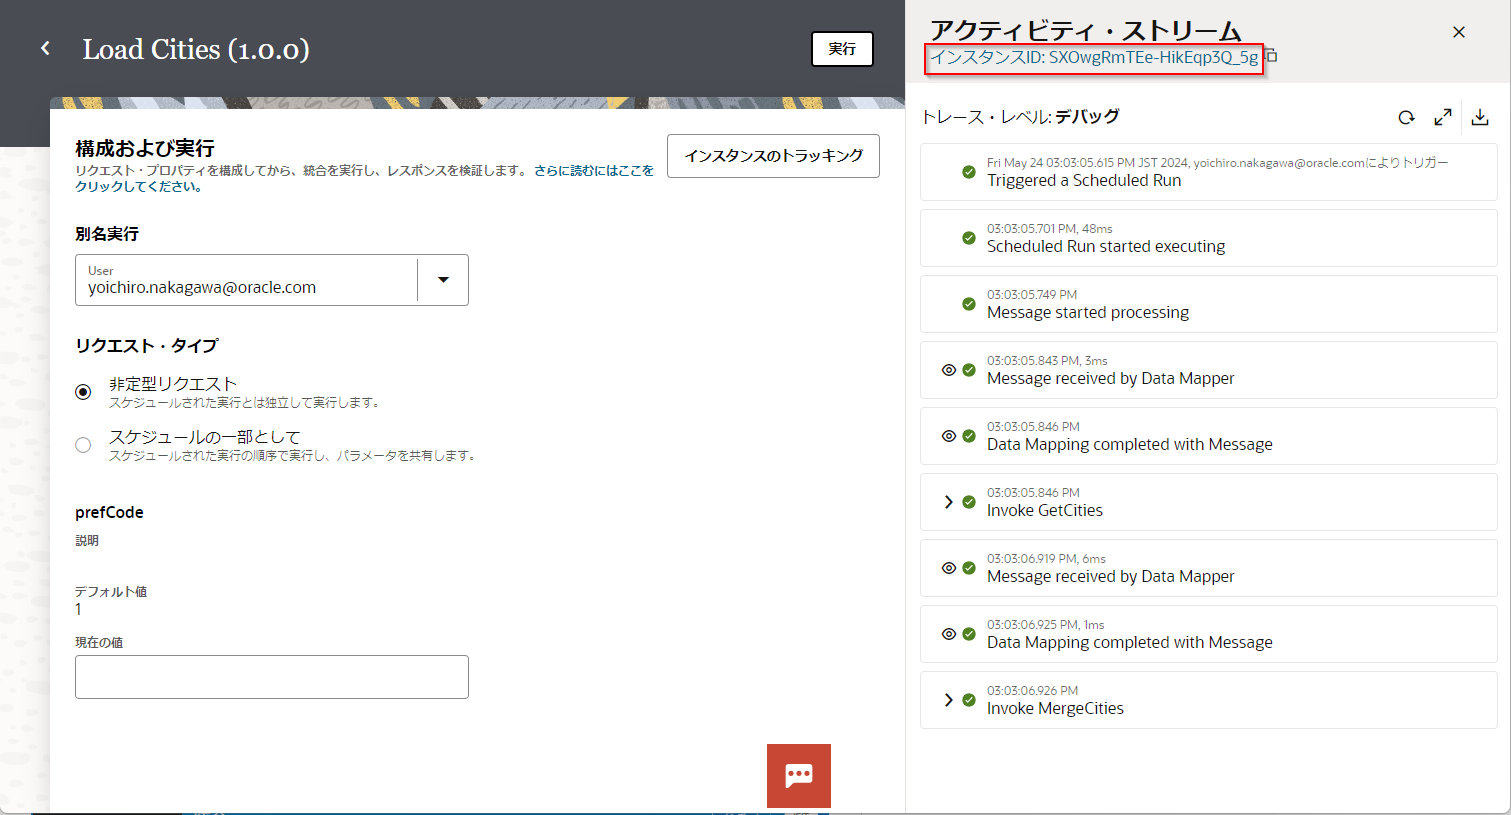 Load Cities (1.0.0)
実行
構成および実行
リクエスト・プロパティを構成してから、統合を実行し、レスポンスを検証します。 さらに読むにはここを
クリックしてください。
インスタンスのトラッキング
別名実行
User
yoichiro.nakagawa@oracle.com
リクエスト・タイプ
非定型リクエスト
スケジュールされた実行とは独立して実行します。
スケジュールの一部として
スケジュールされた実行の順序で実行し、パラメータを共有します。
prefCode
説明
デフォルト値
1
現在の値
アクティビティ・ストリーム
インスタンスID: SXOwgRmTEe-HikEqp3Q_5g
トレース・レベル: デバッグ
Fri May 24 03:03:05.615 PM JST 2024, yoichiro.nakagawa@oracle.comによりトリガー
Triggered a Scheduled Run
03:03:05.701 PM, 48ms
Scheduled Run started executing
03:03:05.749 PM
Message started processing
03:03:05.843 PM, 3ms
Message received by Data Mapper
03:03:05.846 PM
Data Mapping completed with Message
03:03:05.846 PM
Invoke GetCities
03:03:06.919 PM, 6ms
Message received by Data Mapper
03:03:06.925 PM, 1ms
Data Mapping completed with Message
03:03:06.926 PM
Invoke MergeCities